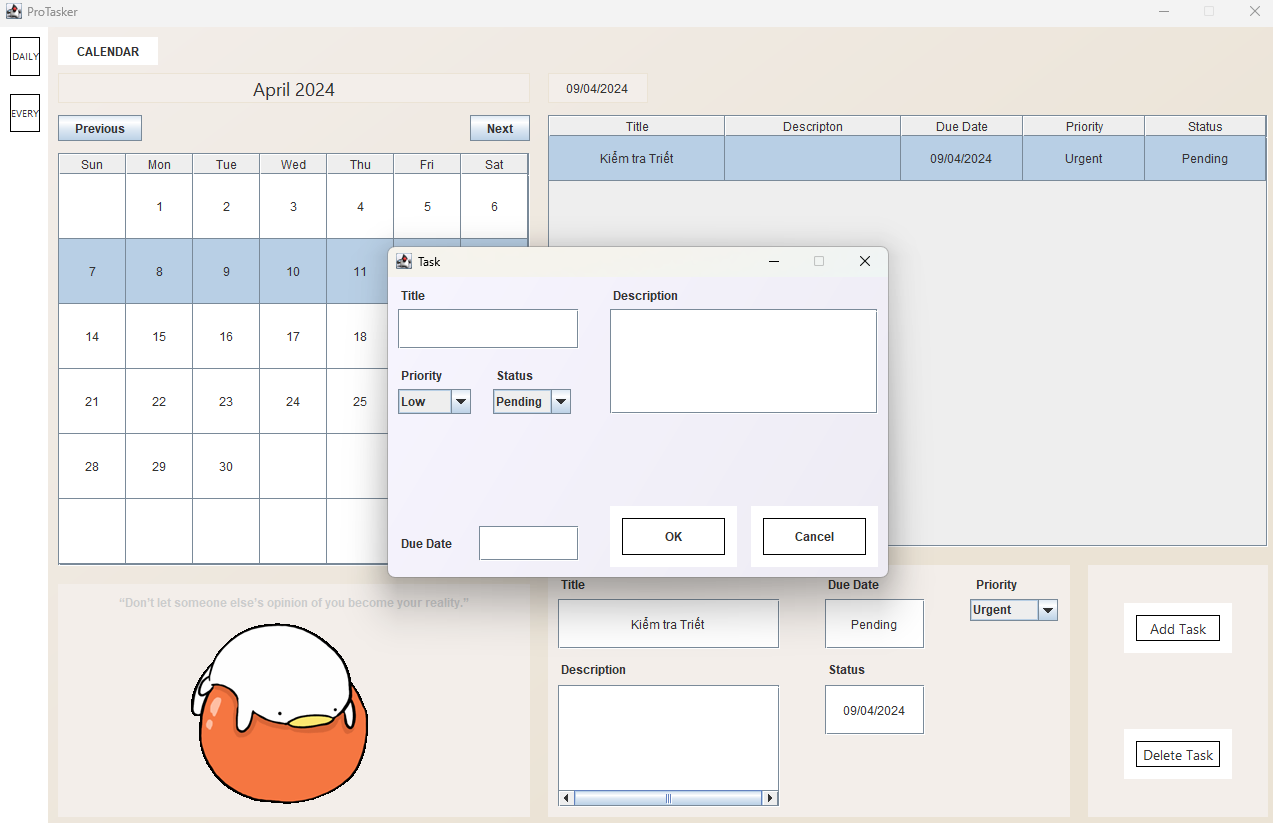 ProTasker
DAILY
EVERY
CALENDAR
April 2024
Previous
Next
Sun Mon Tue Wed Thu Fri Sat
1 2 3 4 5 6
7 8 9 10 11
14 15 16 17 18
21 22 23 24 25
28 29 30
09/04/2024
Title Descripton Due Date Priority Status
Kiểm tra Triết 09/04/2024 Urgent Pending
Task
Title
Description
Priority
Status
Low
Pending
Due Date
OK
Cancel
“Don't let someone else's opinion of you become your reality.”
Title
Due Date
Priority
Kiểm tra Triết
Pending
Urgent
Description
Status
09/04/2024
Add Task
Delete Task